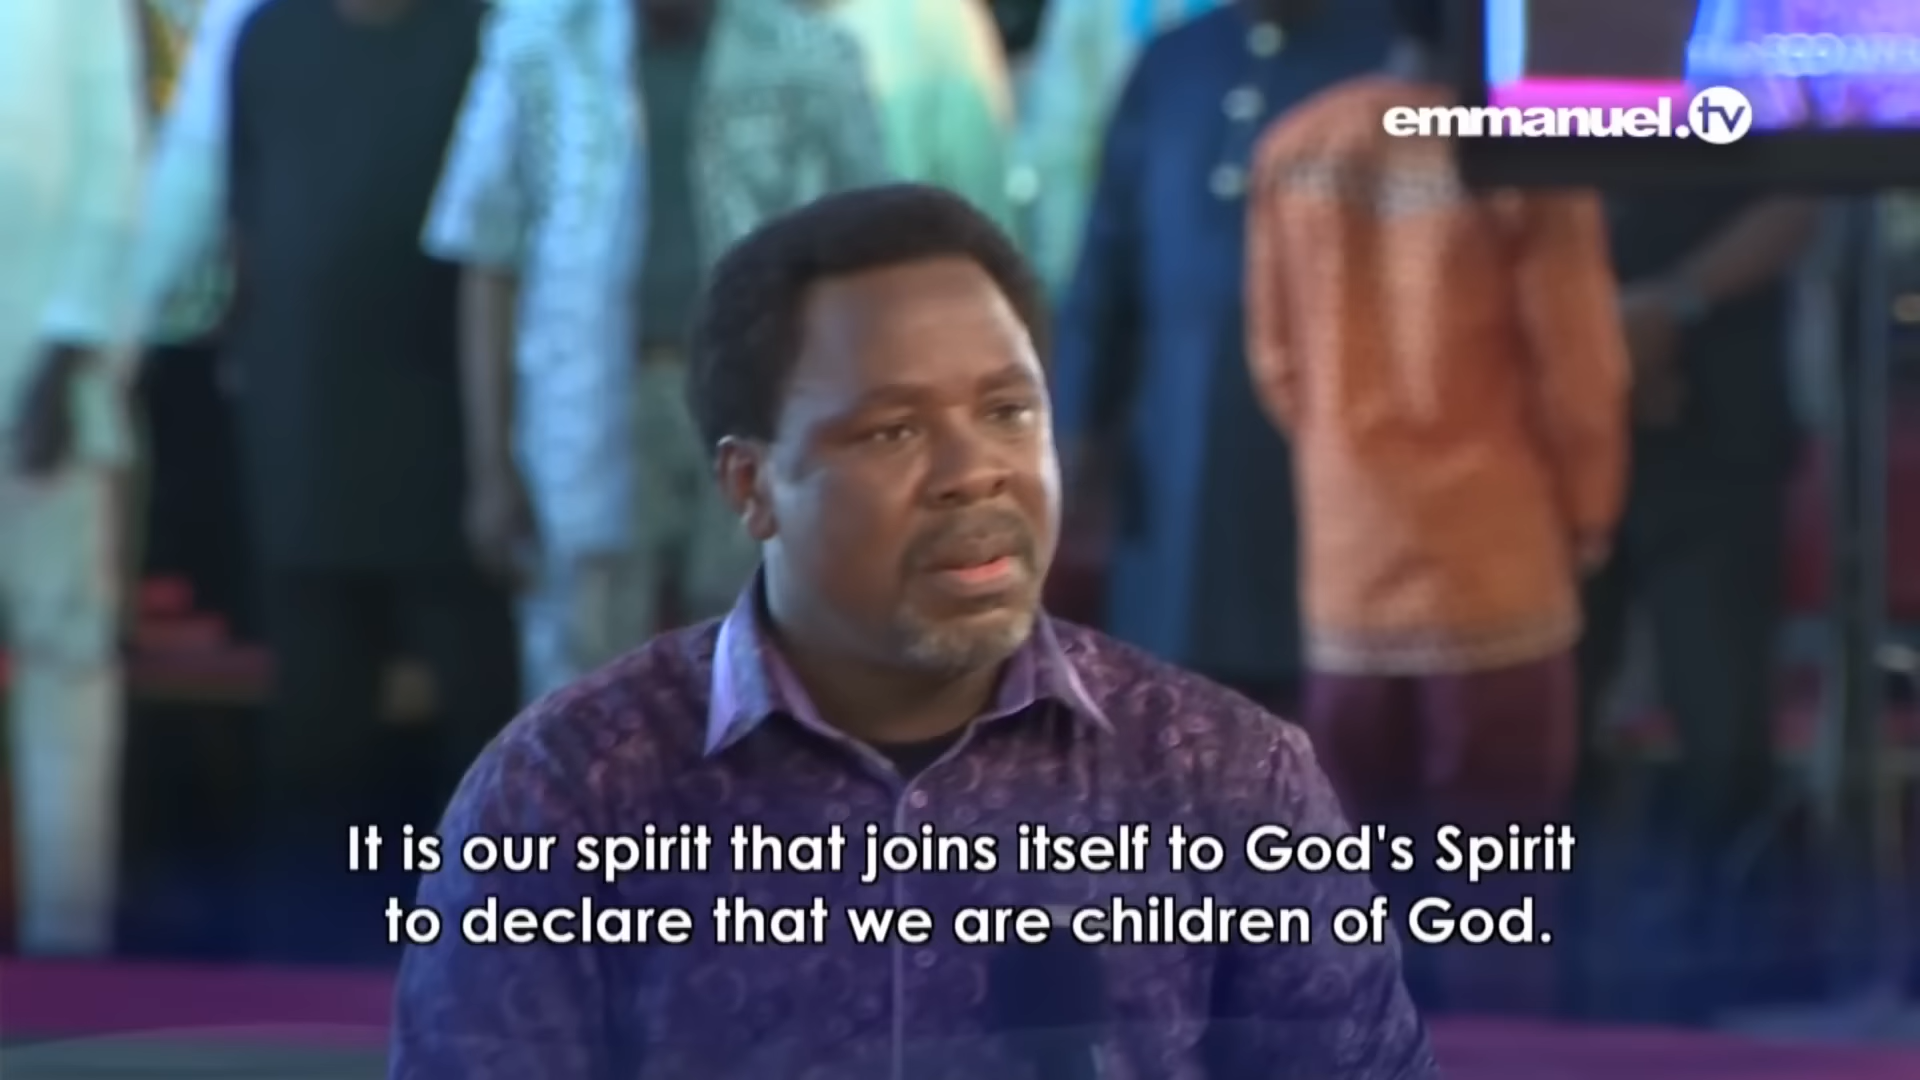 emmanuel.tv
It is our spirit that joins itself to God's Spirit
to declare that we are children of God.